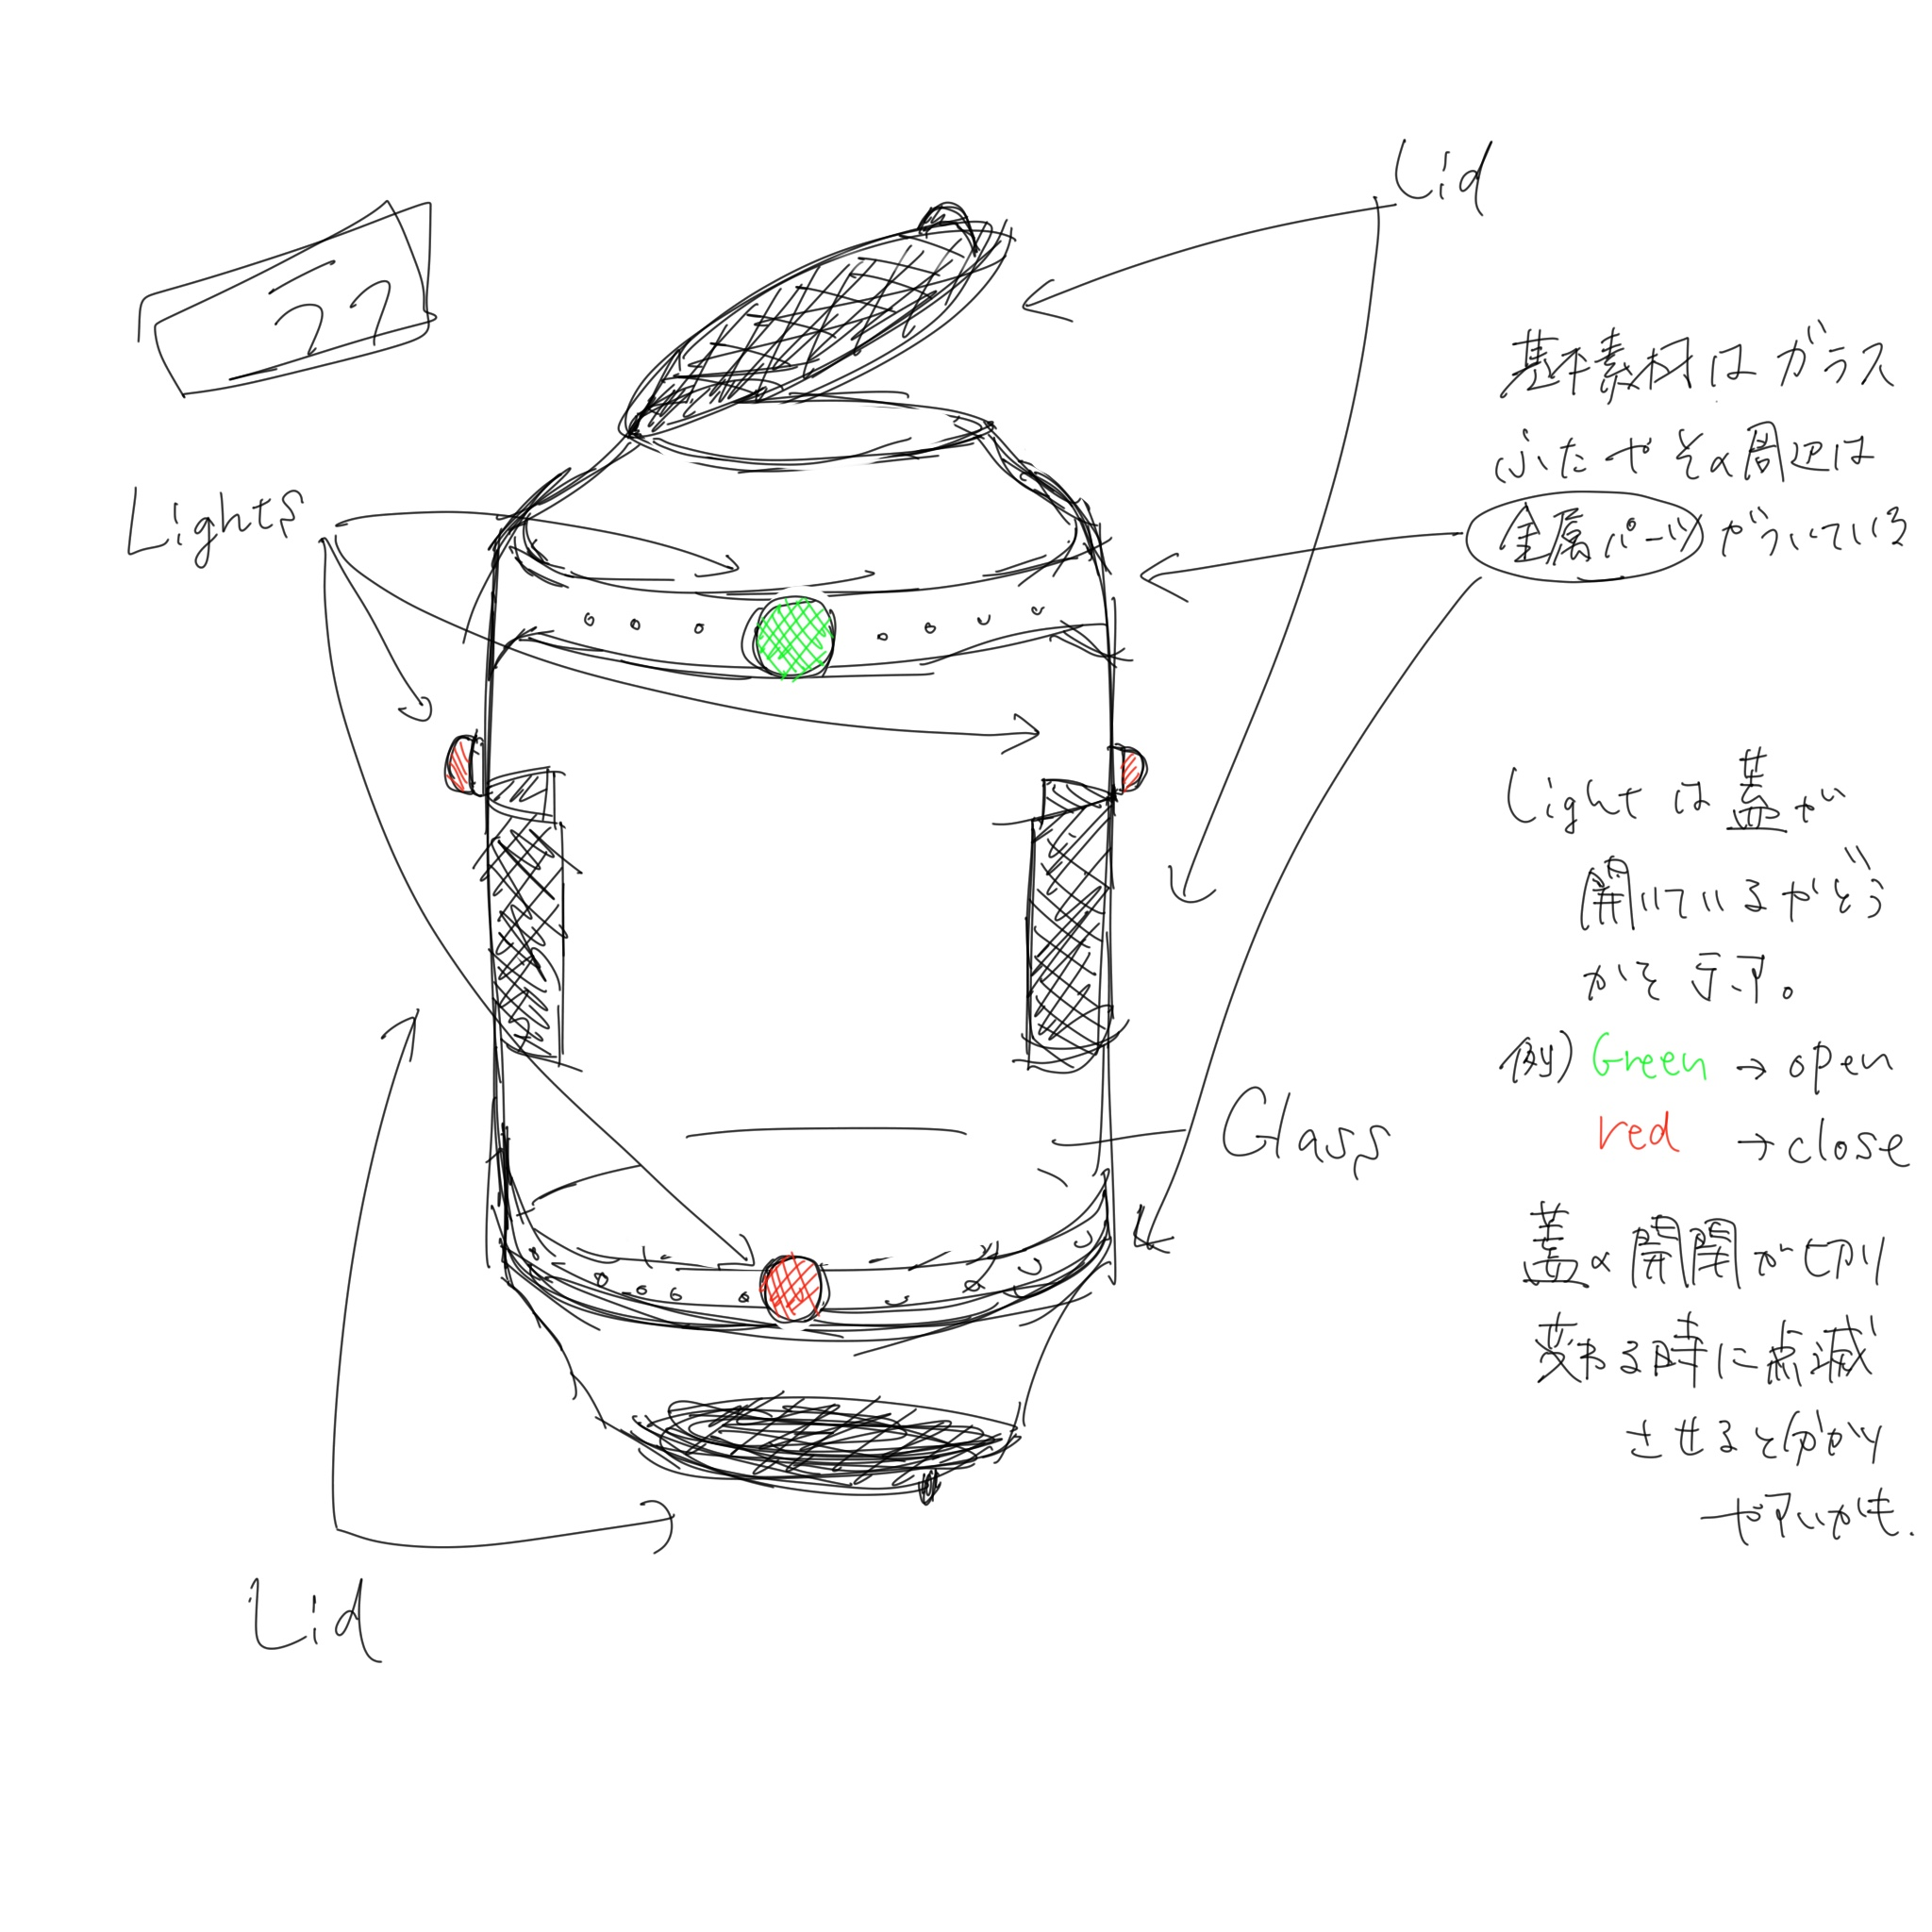 タンク
Lid
Lights
基本素材はガラス
ふたやその周辺は
金属パーツがついている
Lightは蓋が
開いているかどう
かを示す。
例) Green → open
red → close
Glass
蓋の開閉が切り
変わる時に点滅
させると分かり
やすいかも.
Lid